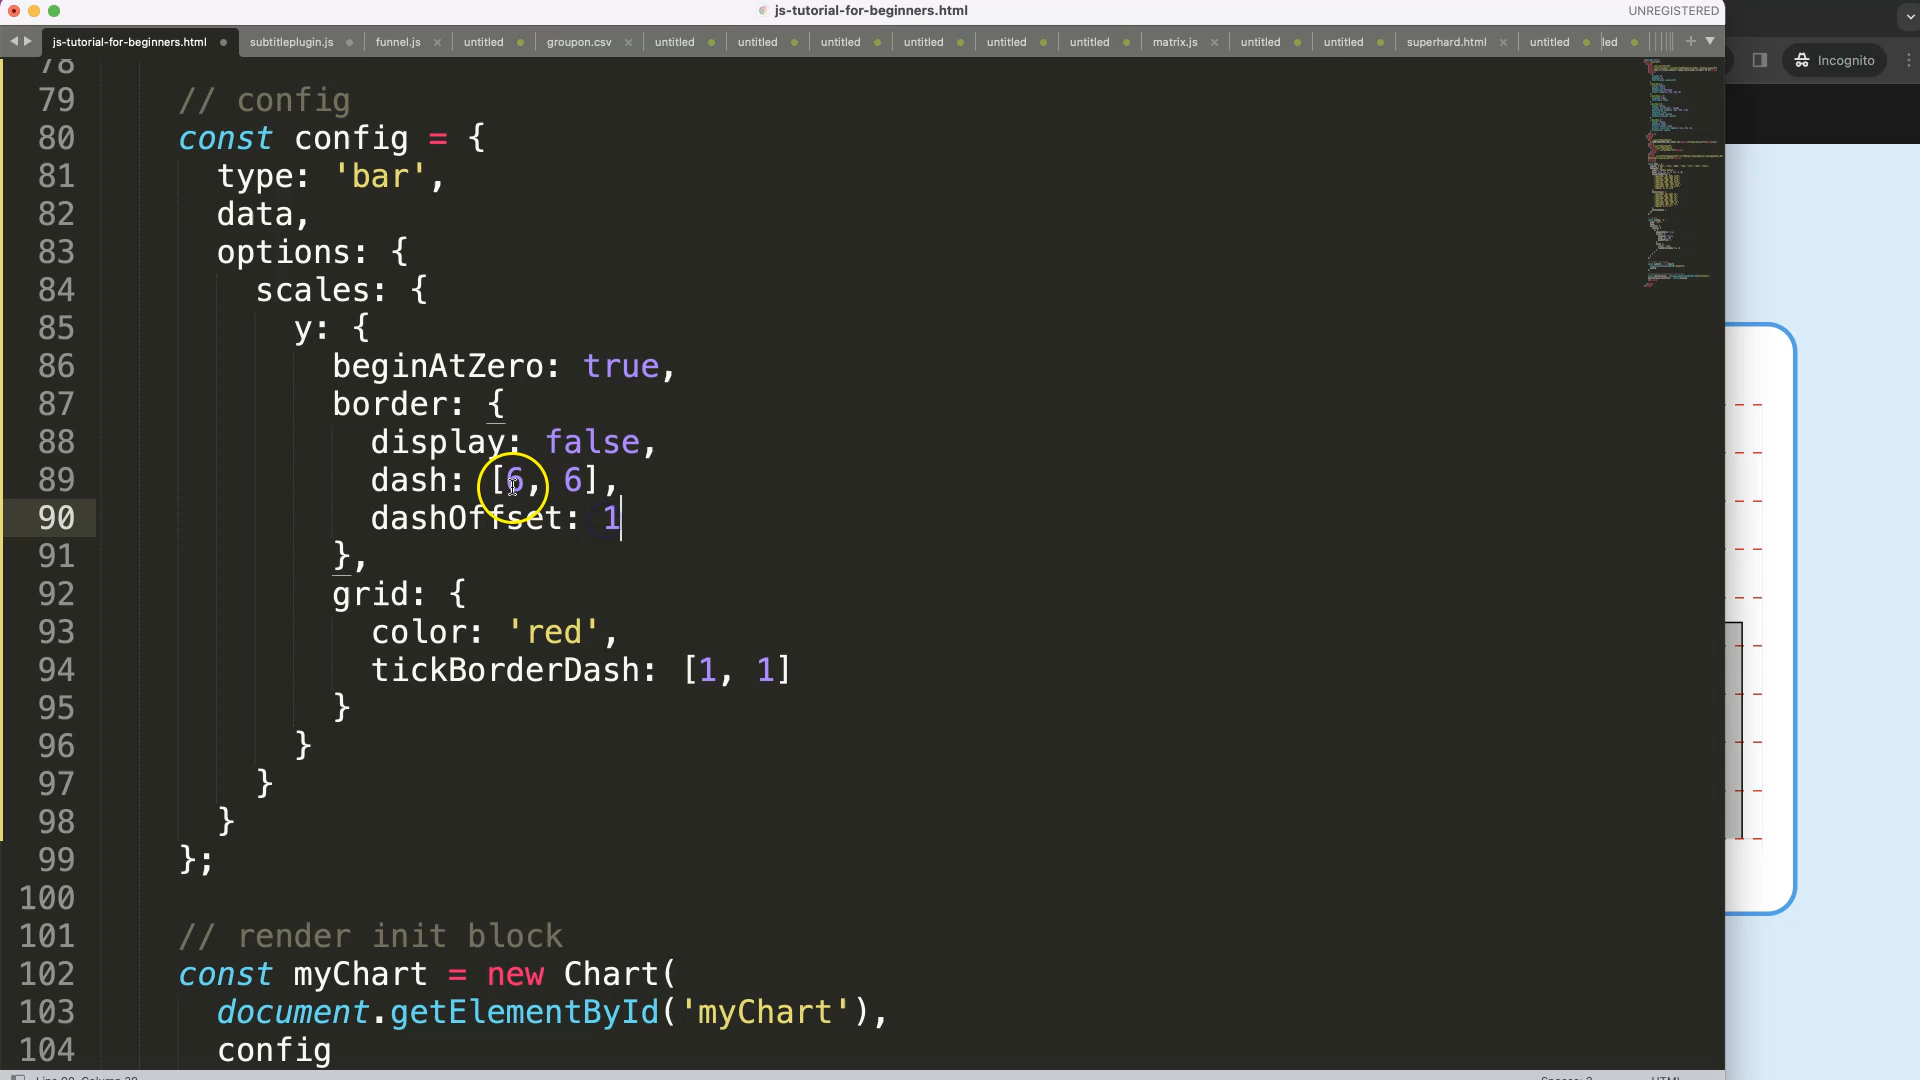 js-tutorial-for-beginners.html
UNREGISTERED
js-tutorial-for-beginners.html subtitleplugin.js funnel.js untitled groupon.csv untitled untitled untitled untitled untitled untitled matrix.js untitled untitled superhard.html untitled led
Incognito
78
79 // config
80 const config = {
81 type: 'bar',
82 data,
83 options: {
84 scales: {
85 y: {
86 beginAtZero: true,
87 border: {
88 display: false,
89 dash: [6, 6],
90 dashOffset: 1
91 },
92 grid: {
93 color: 'red',
94 tickBorderDash: [1, 1]
95 }
96 }
97 }
98 }
99 };
100
101 // render init block
102 const myChart = new Chart(
103 document.getElementById('myChart'),
104 config